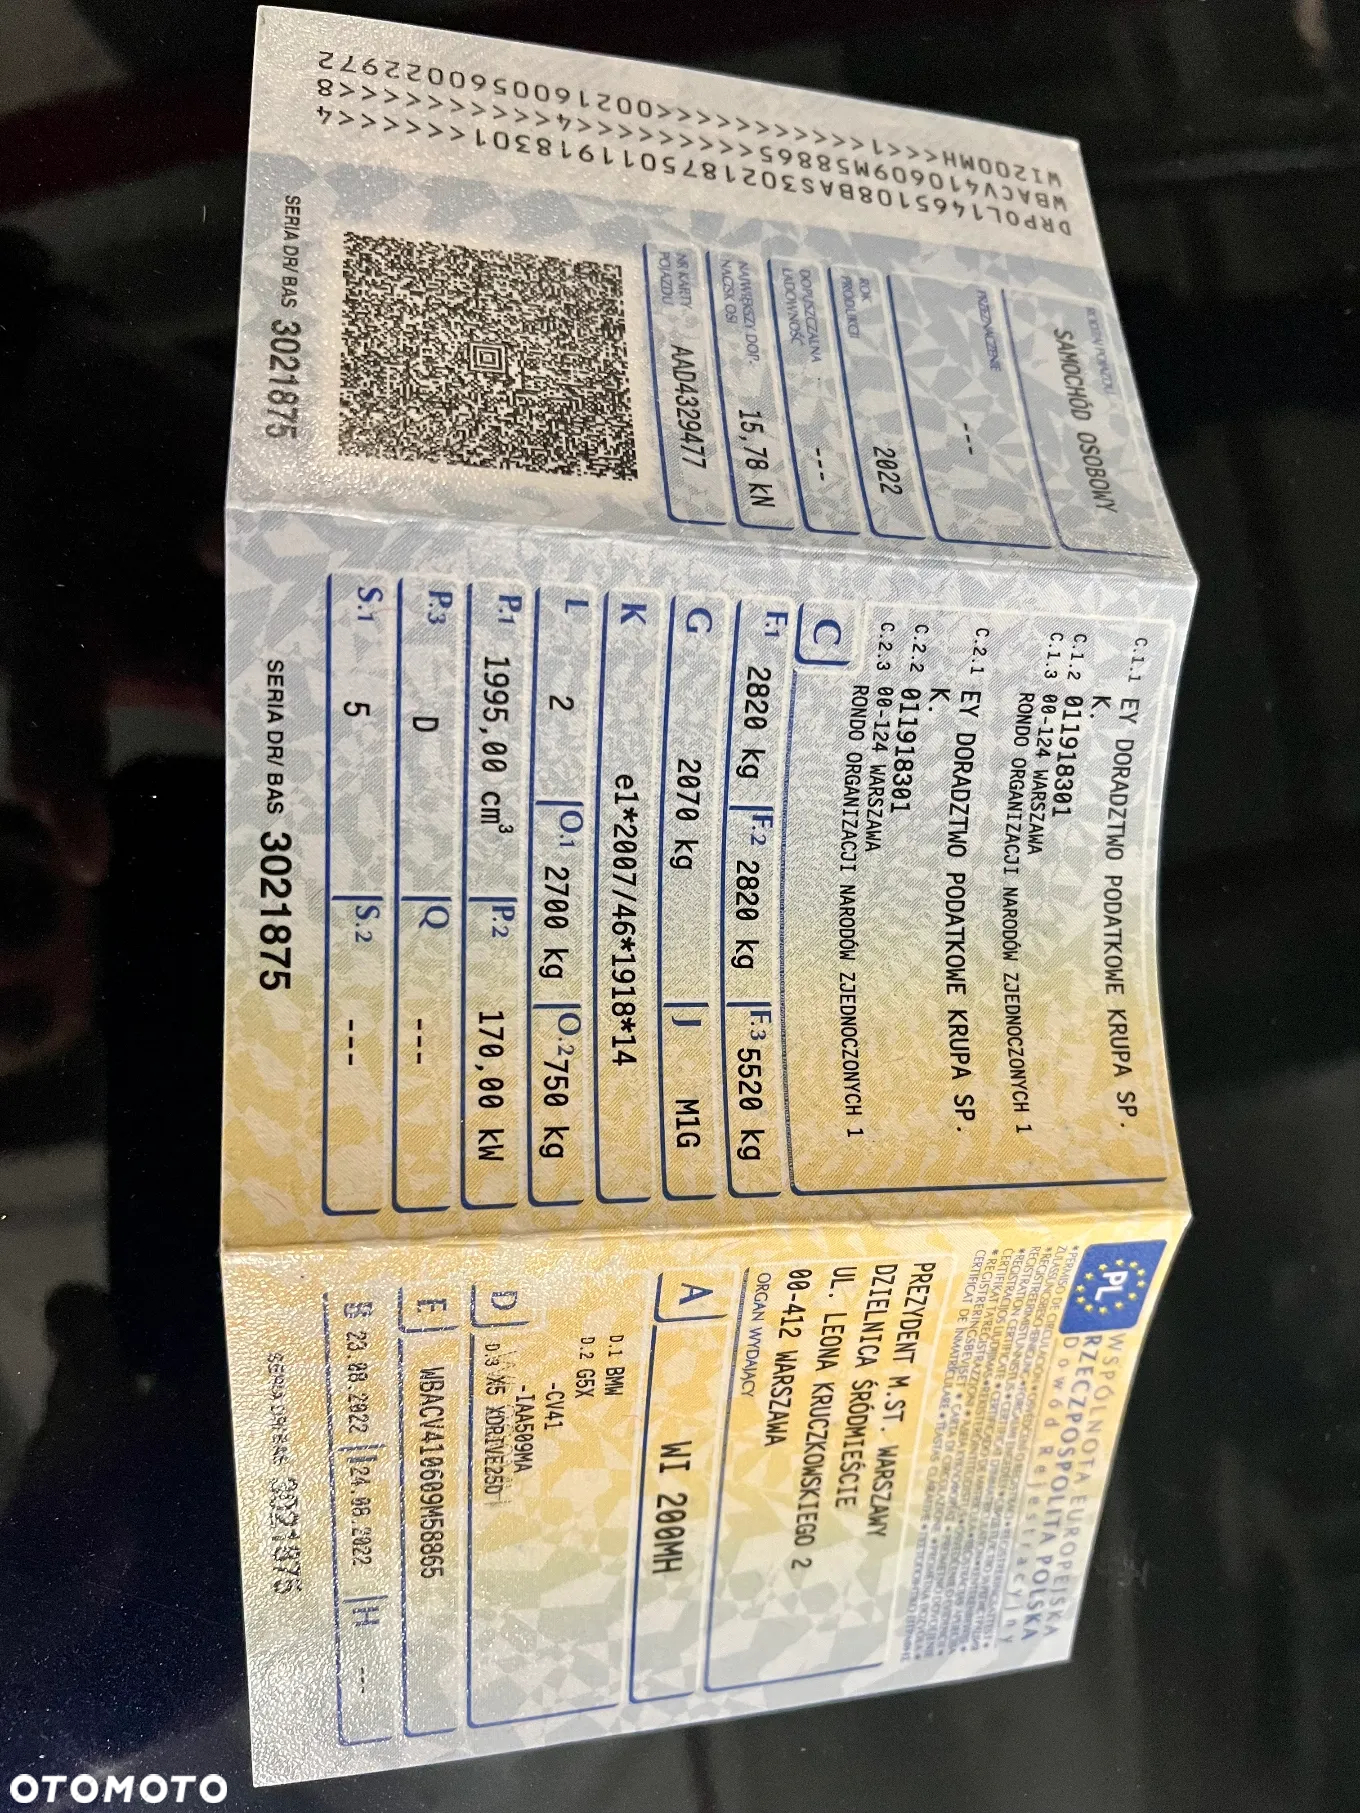 WSPÓLNOTA EUROPEJSKA
RZECZPOSPOLITA POLSKA
Dowód Rejestracyjny
PL
PREZYDENT M.ST. WARSZAWY
DZIELNICA ŚRÓDMIEŚCIE
UL. LEONA KRUCZKOWSKIEGO 2
00-412 WARSZAWA
ORGAN WYDAJĄCY
A WI 200MH
D D.1 BMW
D.2 G5X
-CV41
-IAA509MA
D.3 X5 XDRIVE25D
E WBACV410609M58865
23.08.2022 24.08.2022 H ---
3021875
C.1.1 EY DORADZTWO PODATKOWE KRUPA SP.
K.
C.1.2 011918301
C.1.3 00-124 WARSZAWA
RONDO ORGANIZACJI NARODÓW ZJEDNOCZONYCH 1
C.2.1 EY DORADZTWO PODATKOWE KRUPA SP.
K.
C.2.2 011918301
C.2.3 00-124 WARSZAWA
RONDO ORGANIZACJI NARODÓW ZJEDNOCZONYCH 1
C
F.1 2820 kg F.2 2820 kg F.3 5520 kg
G 2070 kg J M1G
K e1*2007/46*1918*14
L 2 O.1 2700 kg O.2 750 kg
P.1 1995,00 cm³ P.2 170,00 kW
P.3 D Q ---
S.1 5 S.2 ---
SERIA DR/ BAS 3021875
RODZAJ POJAZDU
SAMOCHÓD OSOBOWY
PRZEZNACZENIE
---
ROK PRODUKCJI 2022
DOPUSZCZALNA ŁADOWNOŚĆ ---
NAJWIĘKSZY DOP. NACISK OSI 15,78 kN
NR KARTY POJAZDU AAD4329477
SERIA DR/ BAS 3021875
DRPOL1465108BAS302187501191830​1<<<<<<4
WBACV410609M58865<<<<<<<<4<<<<<<<<<<8
WI200MH<<<1<<<<<<<<<<<0021600560022972
OTOMOTO